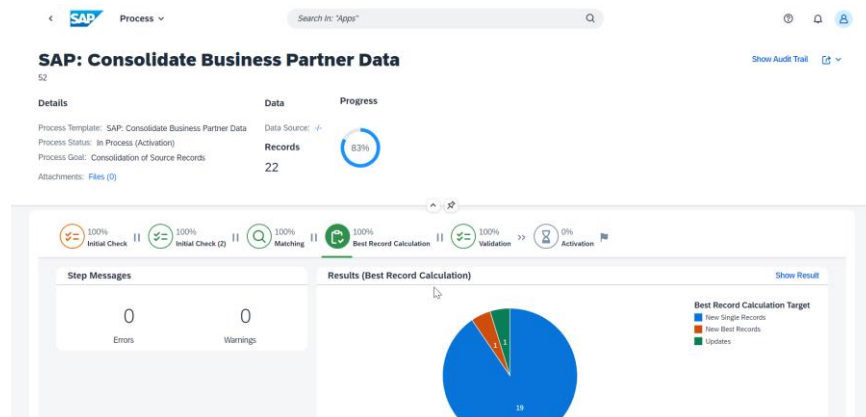 SAP
Process
Search In: "Apps"
SAP: Consolidate Business Partner Data
52
Show Audit Trail
Details
Process Template: SAP: Consolidate Business Partner Data
Process Status: In Process (Activation)
Process Goal: Consolidation of Source Records
Attachments: Files (0)
Data
Data Source: -/-
Records
22
Progress
83%
100%
Initial Check
100%
Initial Check (2)
100%
Matching
100%
Best Record Calculation
100%
Validation
0%
Activation
Step Messages
0
Errors
0
Warnings
Results (Best Record Calculation)
Show Result
1
1
19
Best Record Calculation Target
New Single Records
New Best Records
Updates